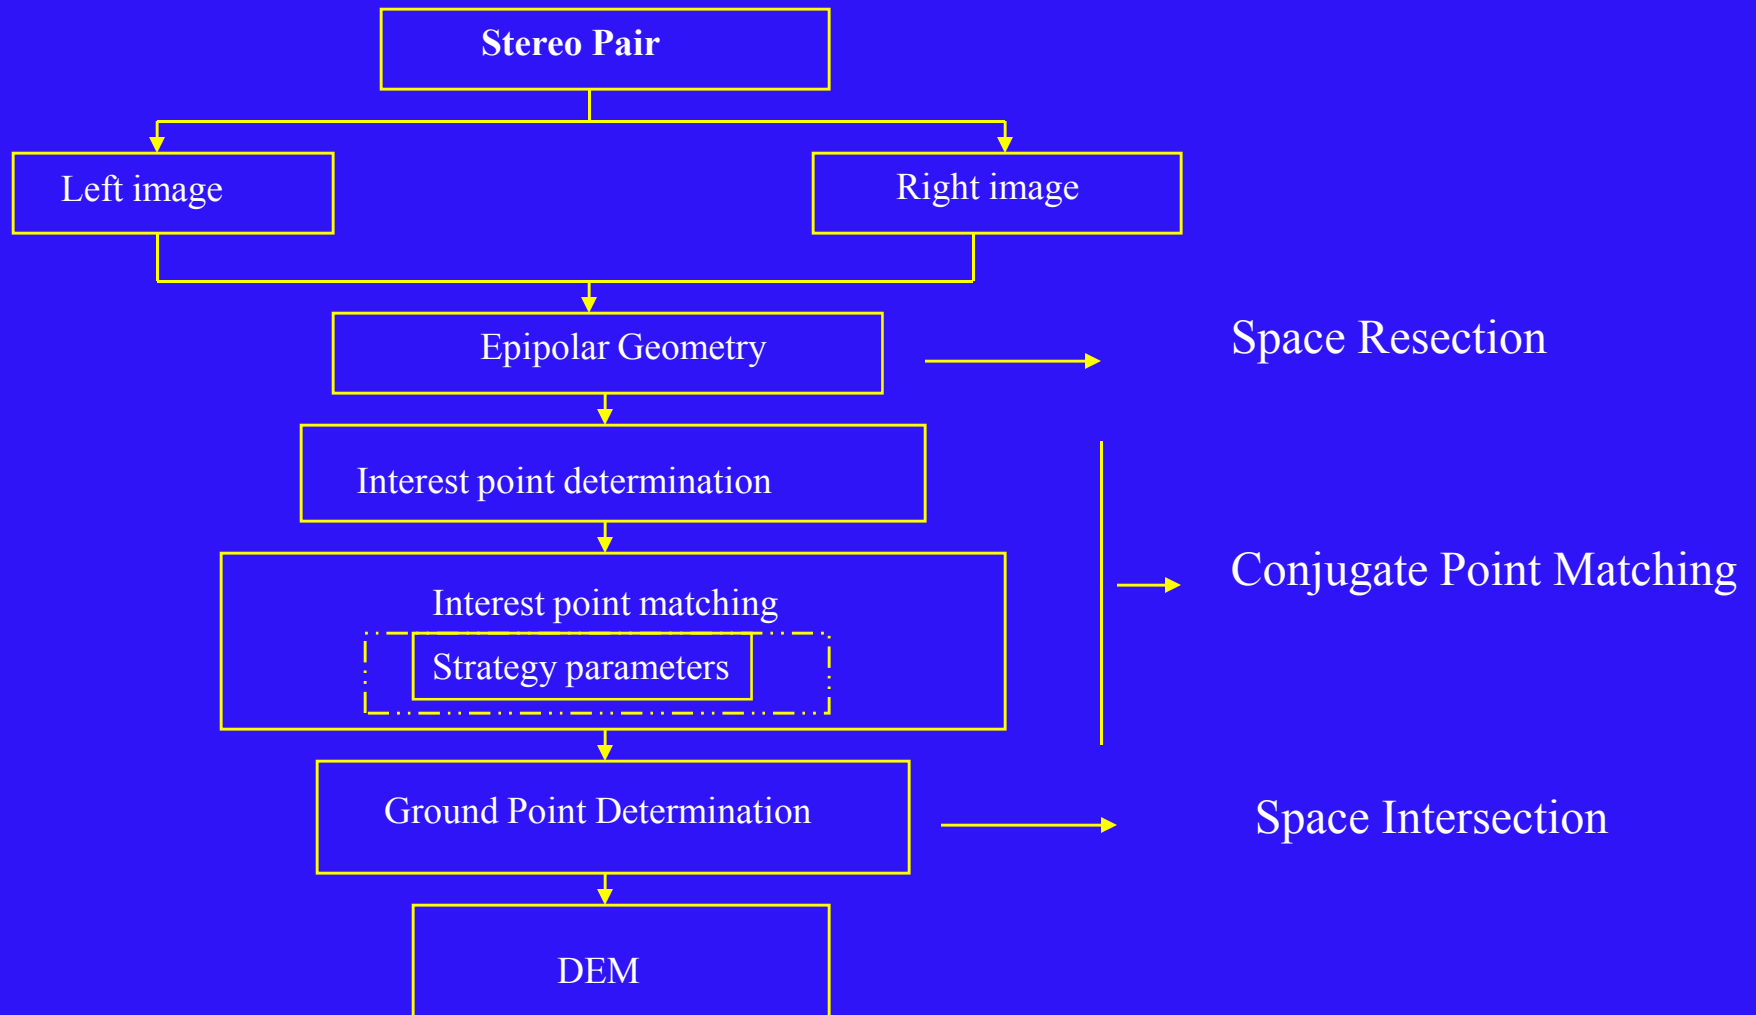 Stereo Pair
Left image
Right image
Epipolar Geometry
Space Resection
Interest point determination
Conjugate Point Matching
Interest point matching
Strategy parameters
Ground Point Determination
Space Intersection
DEM